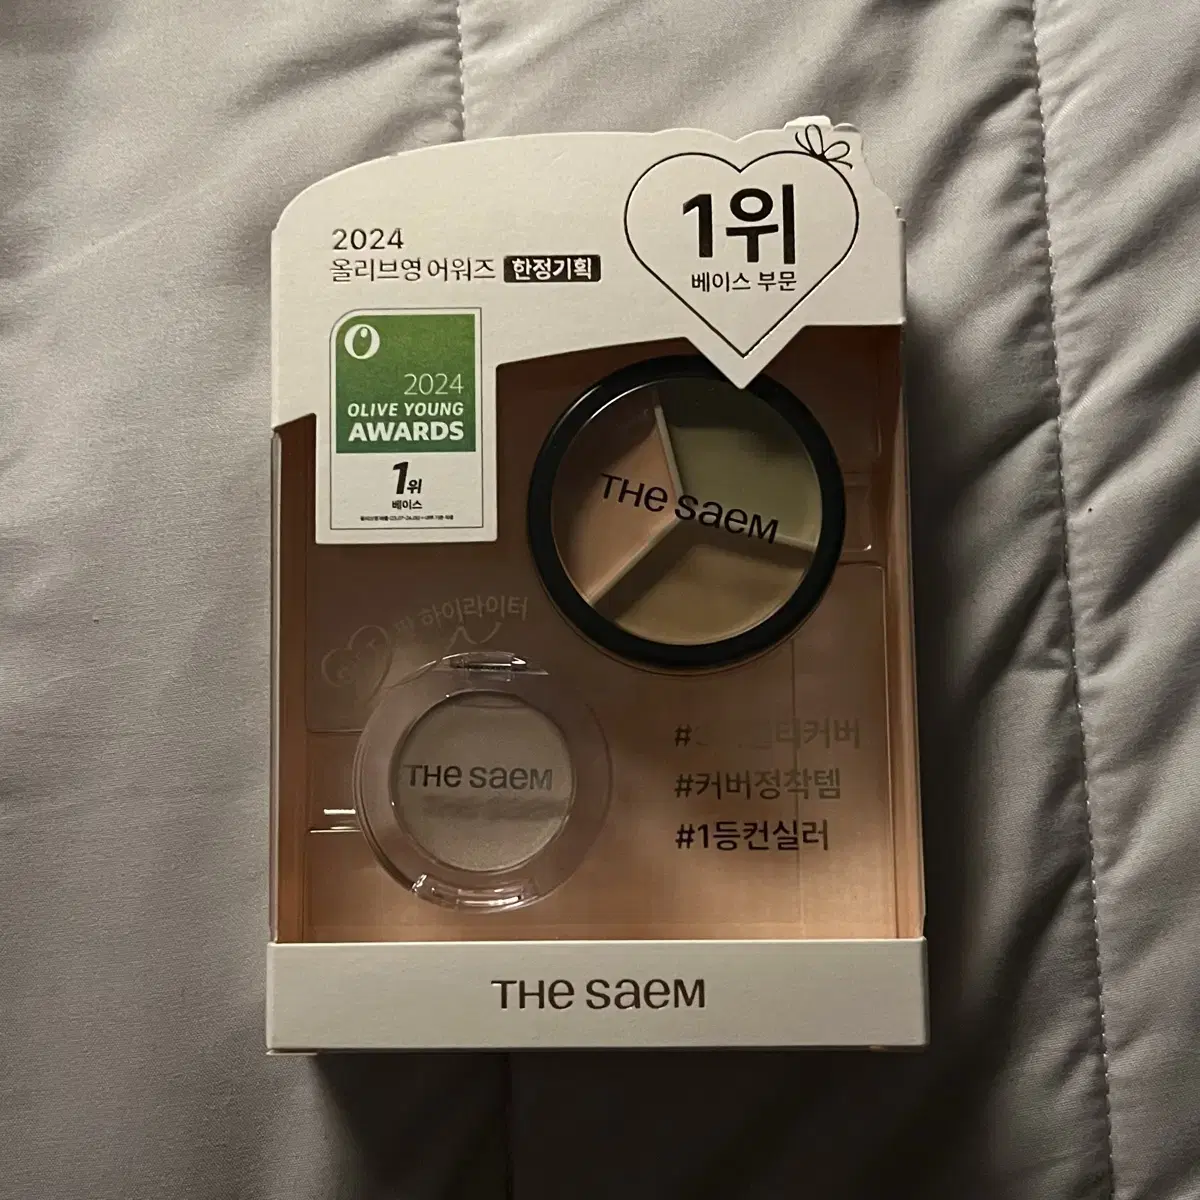 2024
올리브영 어워즈 한정기획
1위
베이스 부문
O
2024
OLIVE YOUNG
AWARDS
1위
베이스
THE SAEM
하이라이터
THE SAEM
#커버정착템
#1등컨실러
THE SAEM